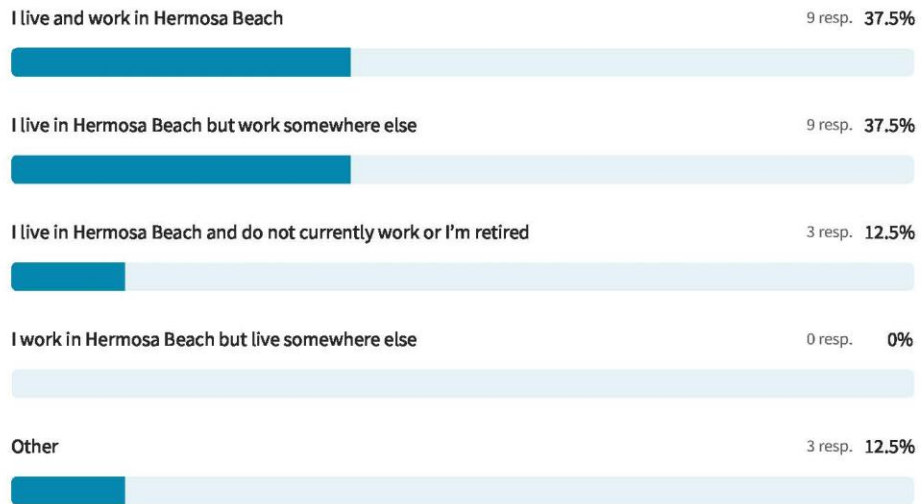 I live and work in Hermosa Beach 9 resp. 37.5%
I live in Hermosa Beach but work somewhere else 9 resp. 37.5%
I live in Hermosa Beach and do not currently work or I'm retired 3 resp. 12.5%
I work in Hermosa Beach but live somewhere else 0 resp. 0%
Other 3 resp. 12.5%